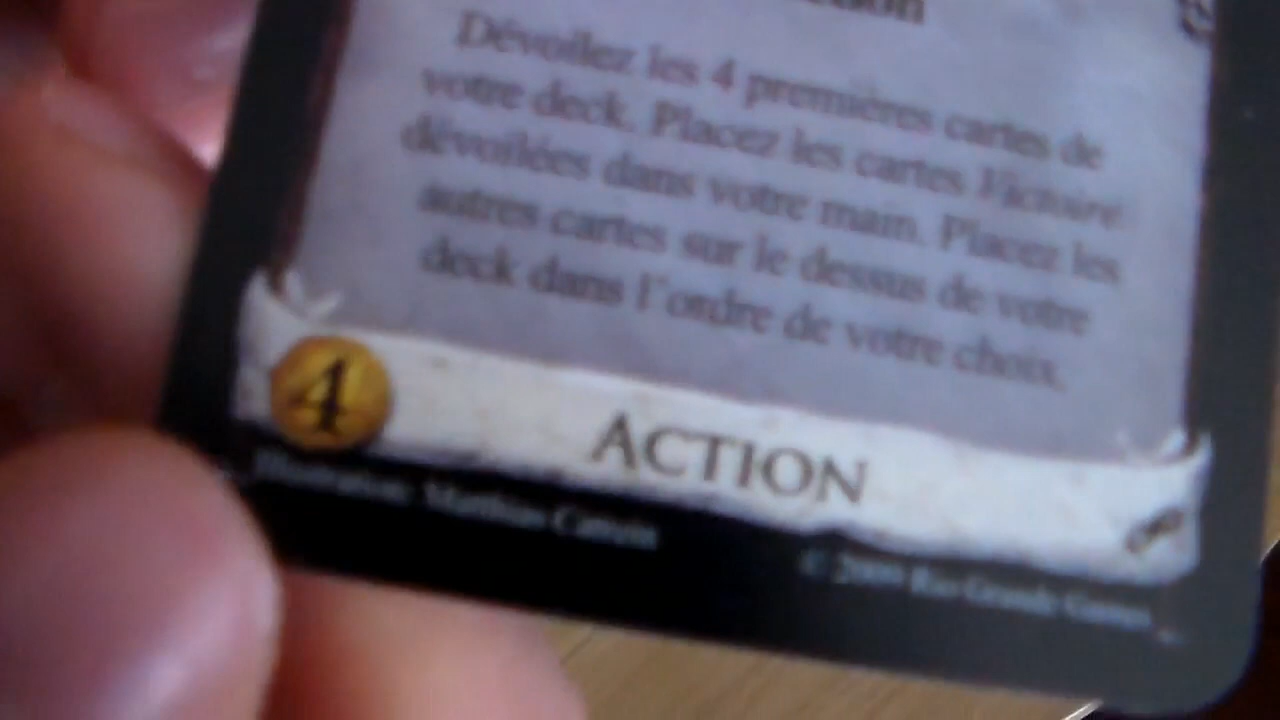 Dévoilez les 4 premières cartes de
votre deck. Placez les cartes Victoire
dévoilées dans votre main. Placez les
autres cartes sur le dessus de votre
deck dans l'ordre de votre choix.
4
ACTION
Illustration: Matthias Catrein
© 2009 Rio Grande Games